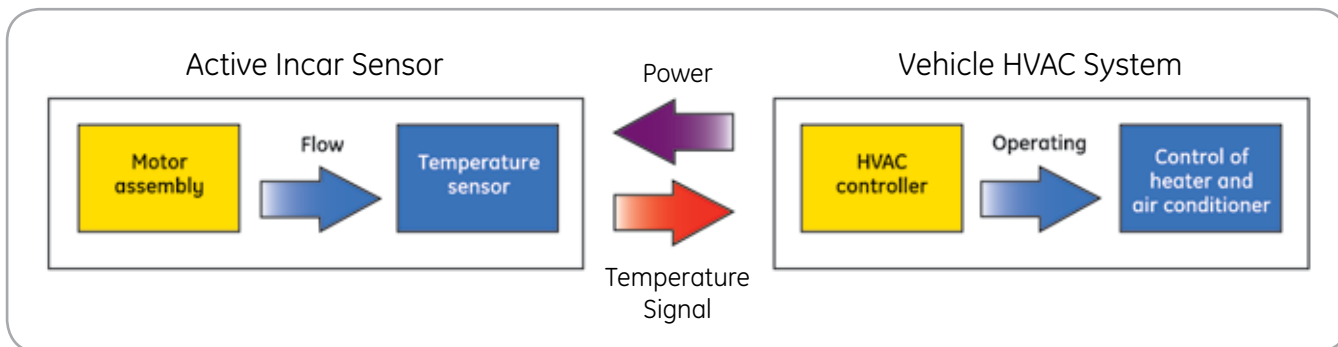 Active Incar Sensor
Motor
assembly
Flow
Temperature
sensor
Power
Temperature
Signal
Vehicle HVAC System
HVAC
controller
Operating
Control of
heater and
air conditioner